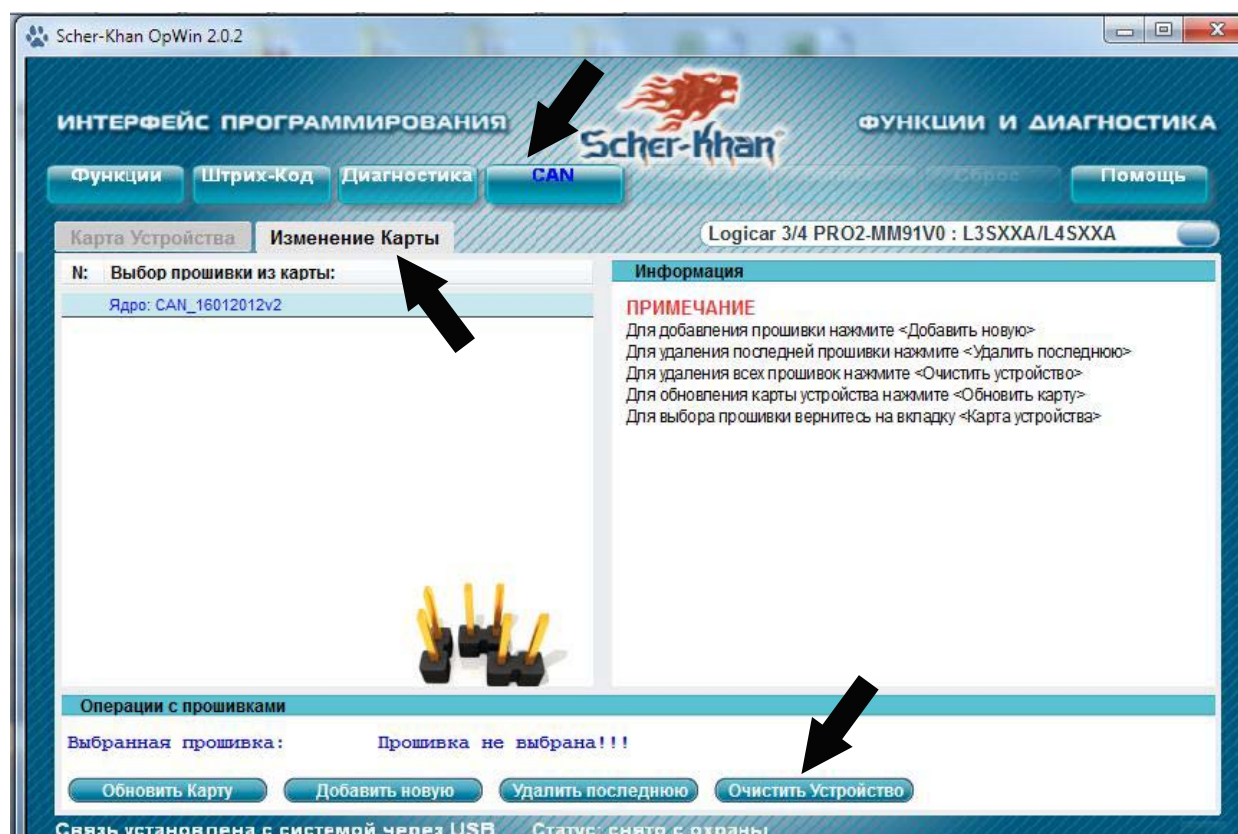 Scher-Khan OpWin 2.0.2
ИНТЕРФЕЙС ПРОГРАММИРОВАНИЯ
Scher-Khan
ФУНКЦИИ И ДИАГНОСТИКА
Функции Штрих-Код Диагностика CAN Сброс Помощь
Карта Устройства Изменение Карты Logicar 3/4 PRO2-MM91V0 : L3SXXA/L4SXXA
N: Выбор прошивки из карты:
Ядро: CAN_16012012v2
Информация
ПРИМЕЧАНИЕ
Для добавления прошивки нажмите <Добавить новую>
Для удаления последней прошивки нажмите <Удалить последнюю>
Для удаления всех прошивок нажмите <Очистить устройство>
Для обновления карты устройства нажмите <Обновить карту>
Для выбора прошивки вернитесь на вкладку <Карта устройства>
Операции с прошивками
Выбранная прошивка: Прошивка не выбрана!!!
Обновить Карту Добавить новую Удалить последнюю Очистить Устройство
Связь установлена с системой через USB Статус: снято с охраны